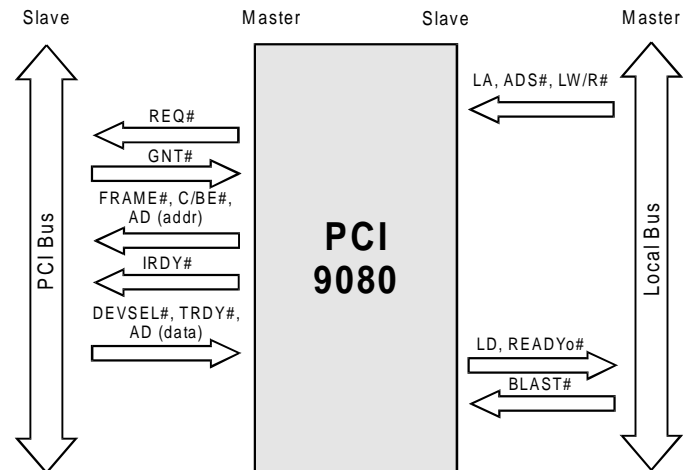 Slave
Master
Slave
Master
LA, ADS#, LW/R#
REQ#
GNT#
FRAME#, C/BE#,
AD (addr)
IRDY#
DEVSEL#, TRDY#,
AD (data)
PCI Bus
PCI
9080
Local Bus
LD, READYo#
BLAST#